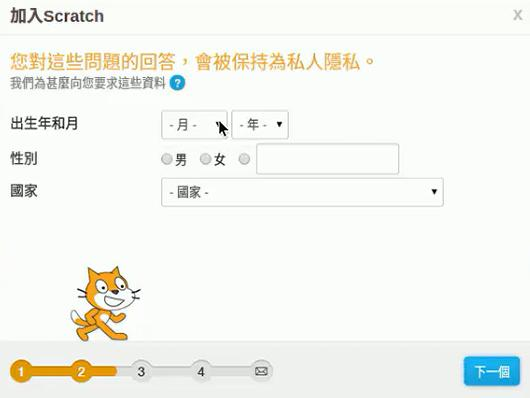 加入Scratch
X
您對這些問題的回答，會被保持為私人隱私。
我們為甚麼向您要求這些資料 ?
出生年和月 - 月 - - 年 -
性別 男 女
國家 - 國家 -
1 2 3 4 下一個